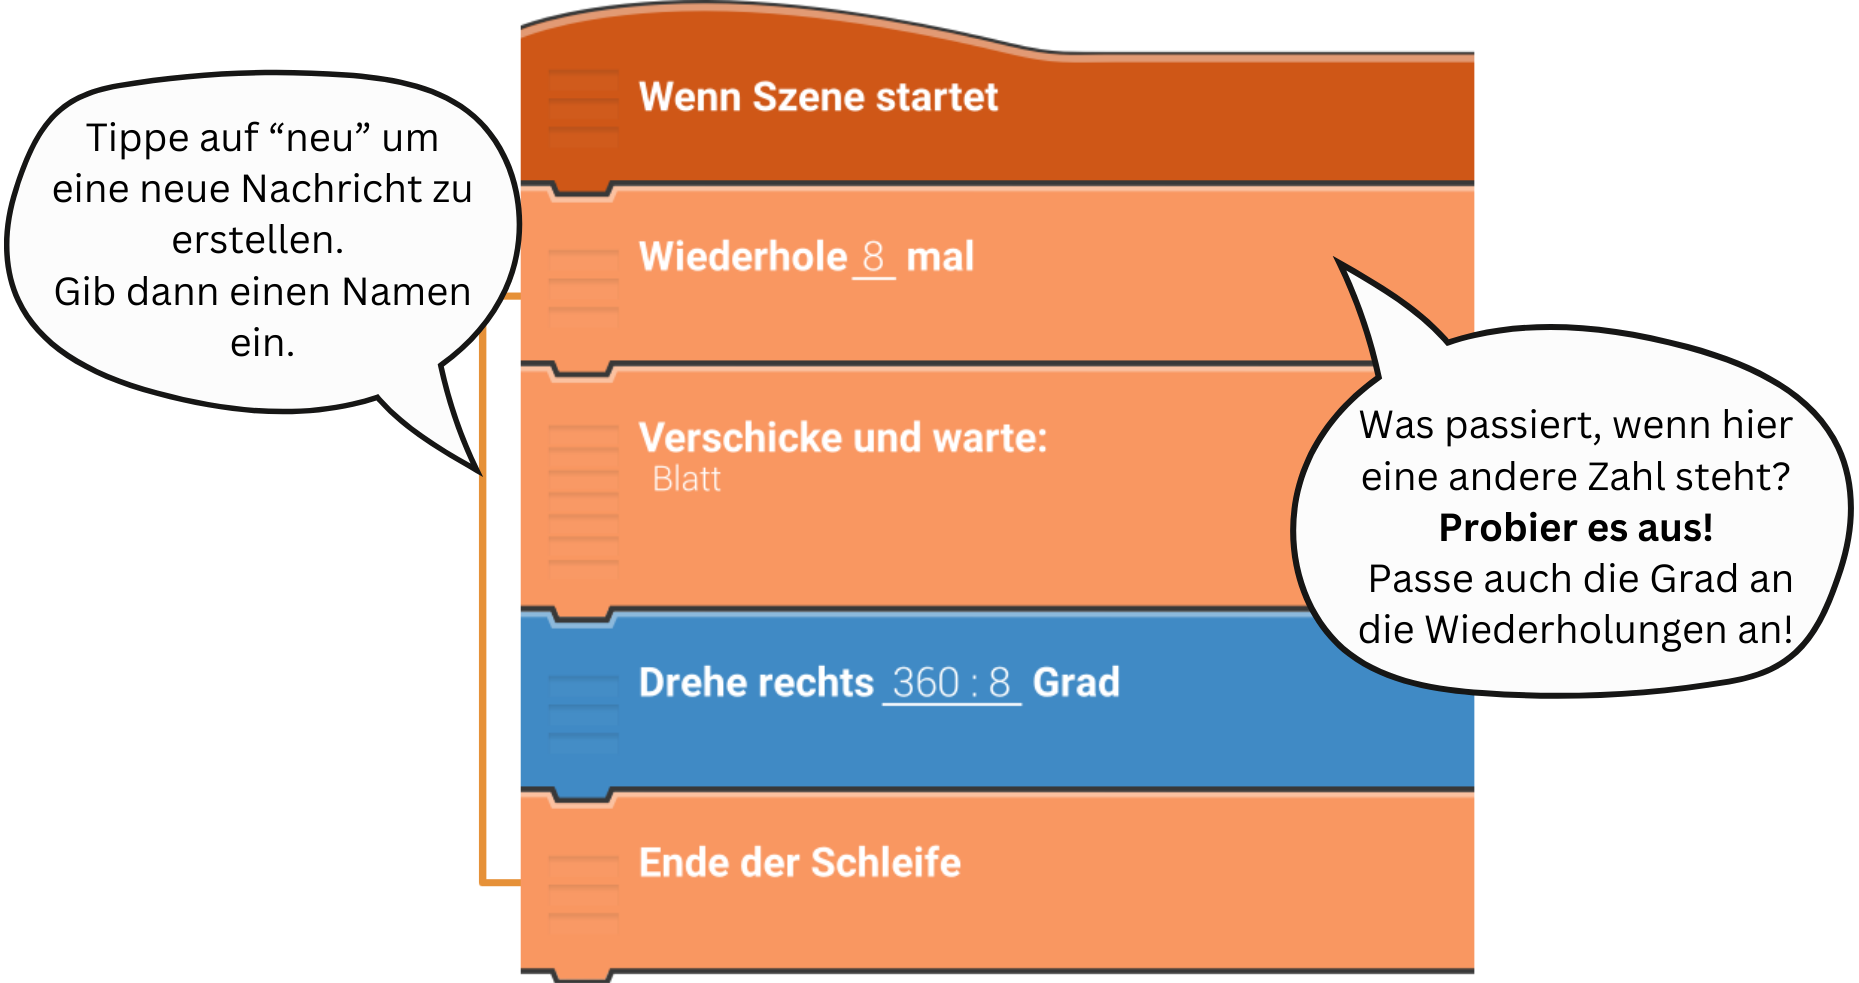 Wenn Szene startet
Tippe auf “neu” um
eine neue Nachricht zu
erstellen.
Gib dann einen Namen
ein.
Wiederhole 8 mal
Verschicke und warte:
Blatt
Was passiert, wenn hier
eine andere Zahl steht?
Probier es aus!
Passe auch die Grad an
die Wiederholungen an!
Drehe rechts 360 : 8 Grad
Ende der Schleife